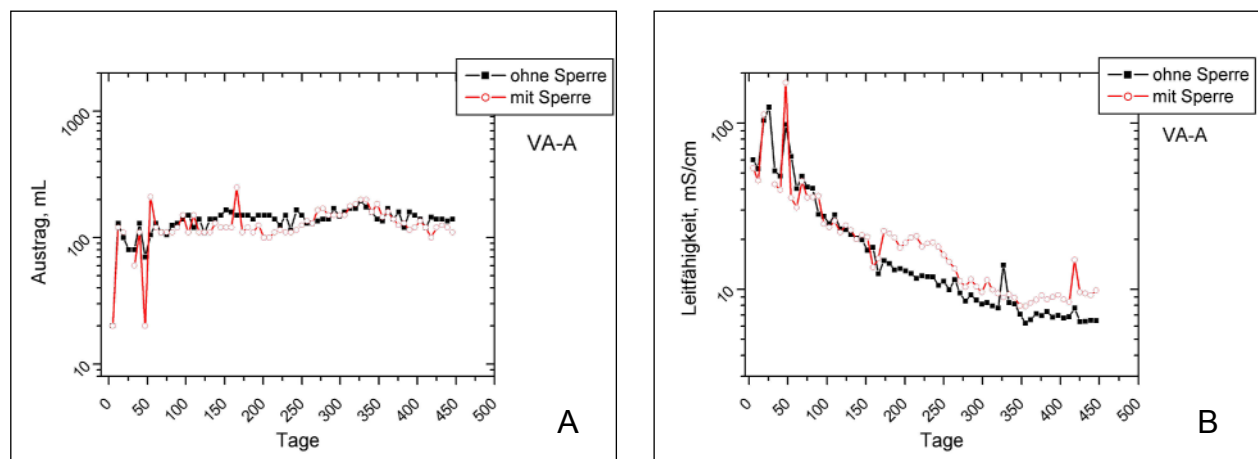 ohne Sperre
mit Sperre
VA-A
Austrag, mL
1000
100
10
0 50 100 150 200 250 300 350 400 450 500
Tage
A
ohne Sperre
mit Sperre
VA-A
Leitfähigkeit, mS/cm
100
10
0 50 100 150 200 250 300 350 400 450 500
Tage
B